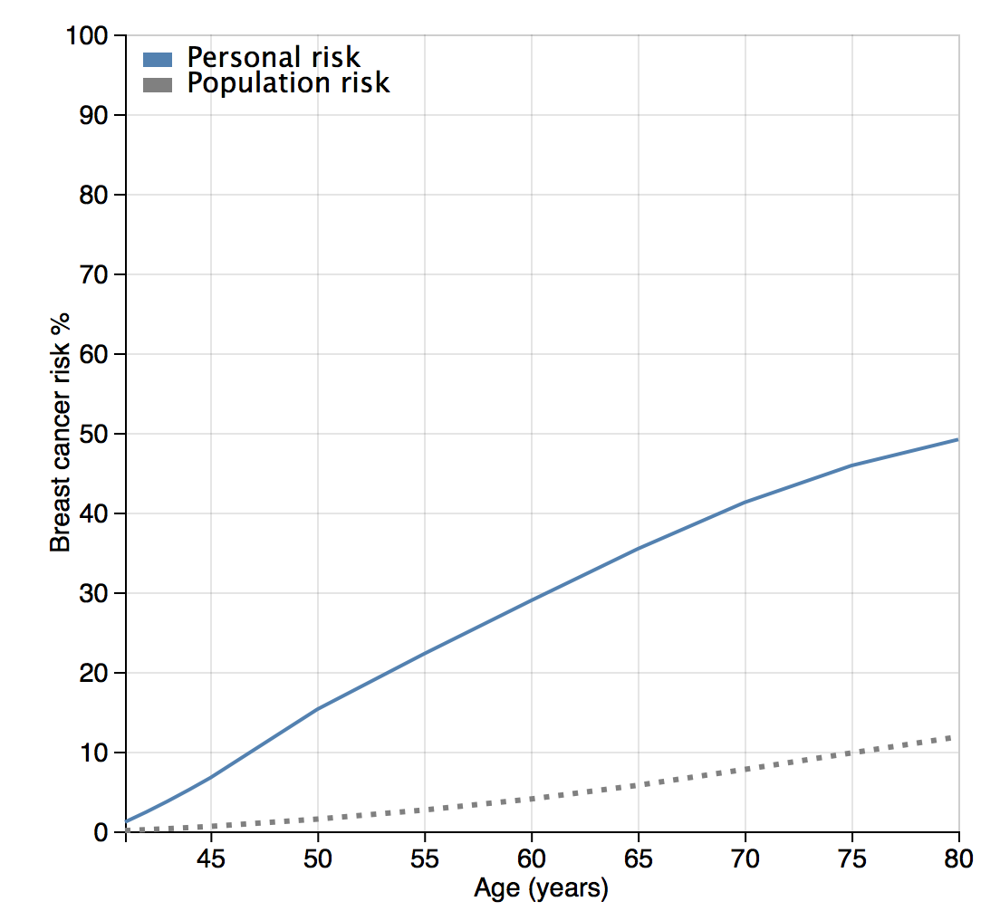 100
Personal risk
Population risk
90
80
70
60
50
40
30
20
10
0
Breast cancer risk %
45 50 55 60 65 70 75 80
Age (years)